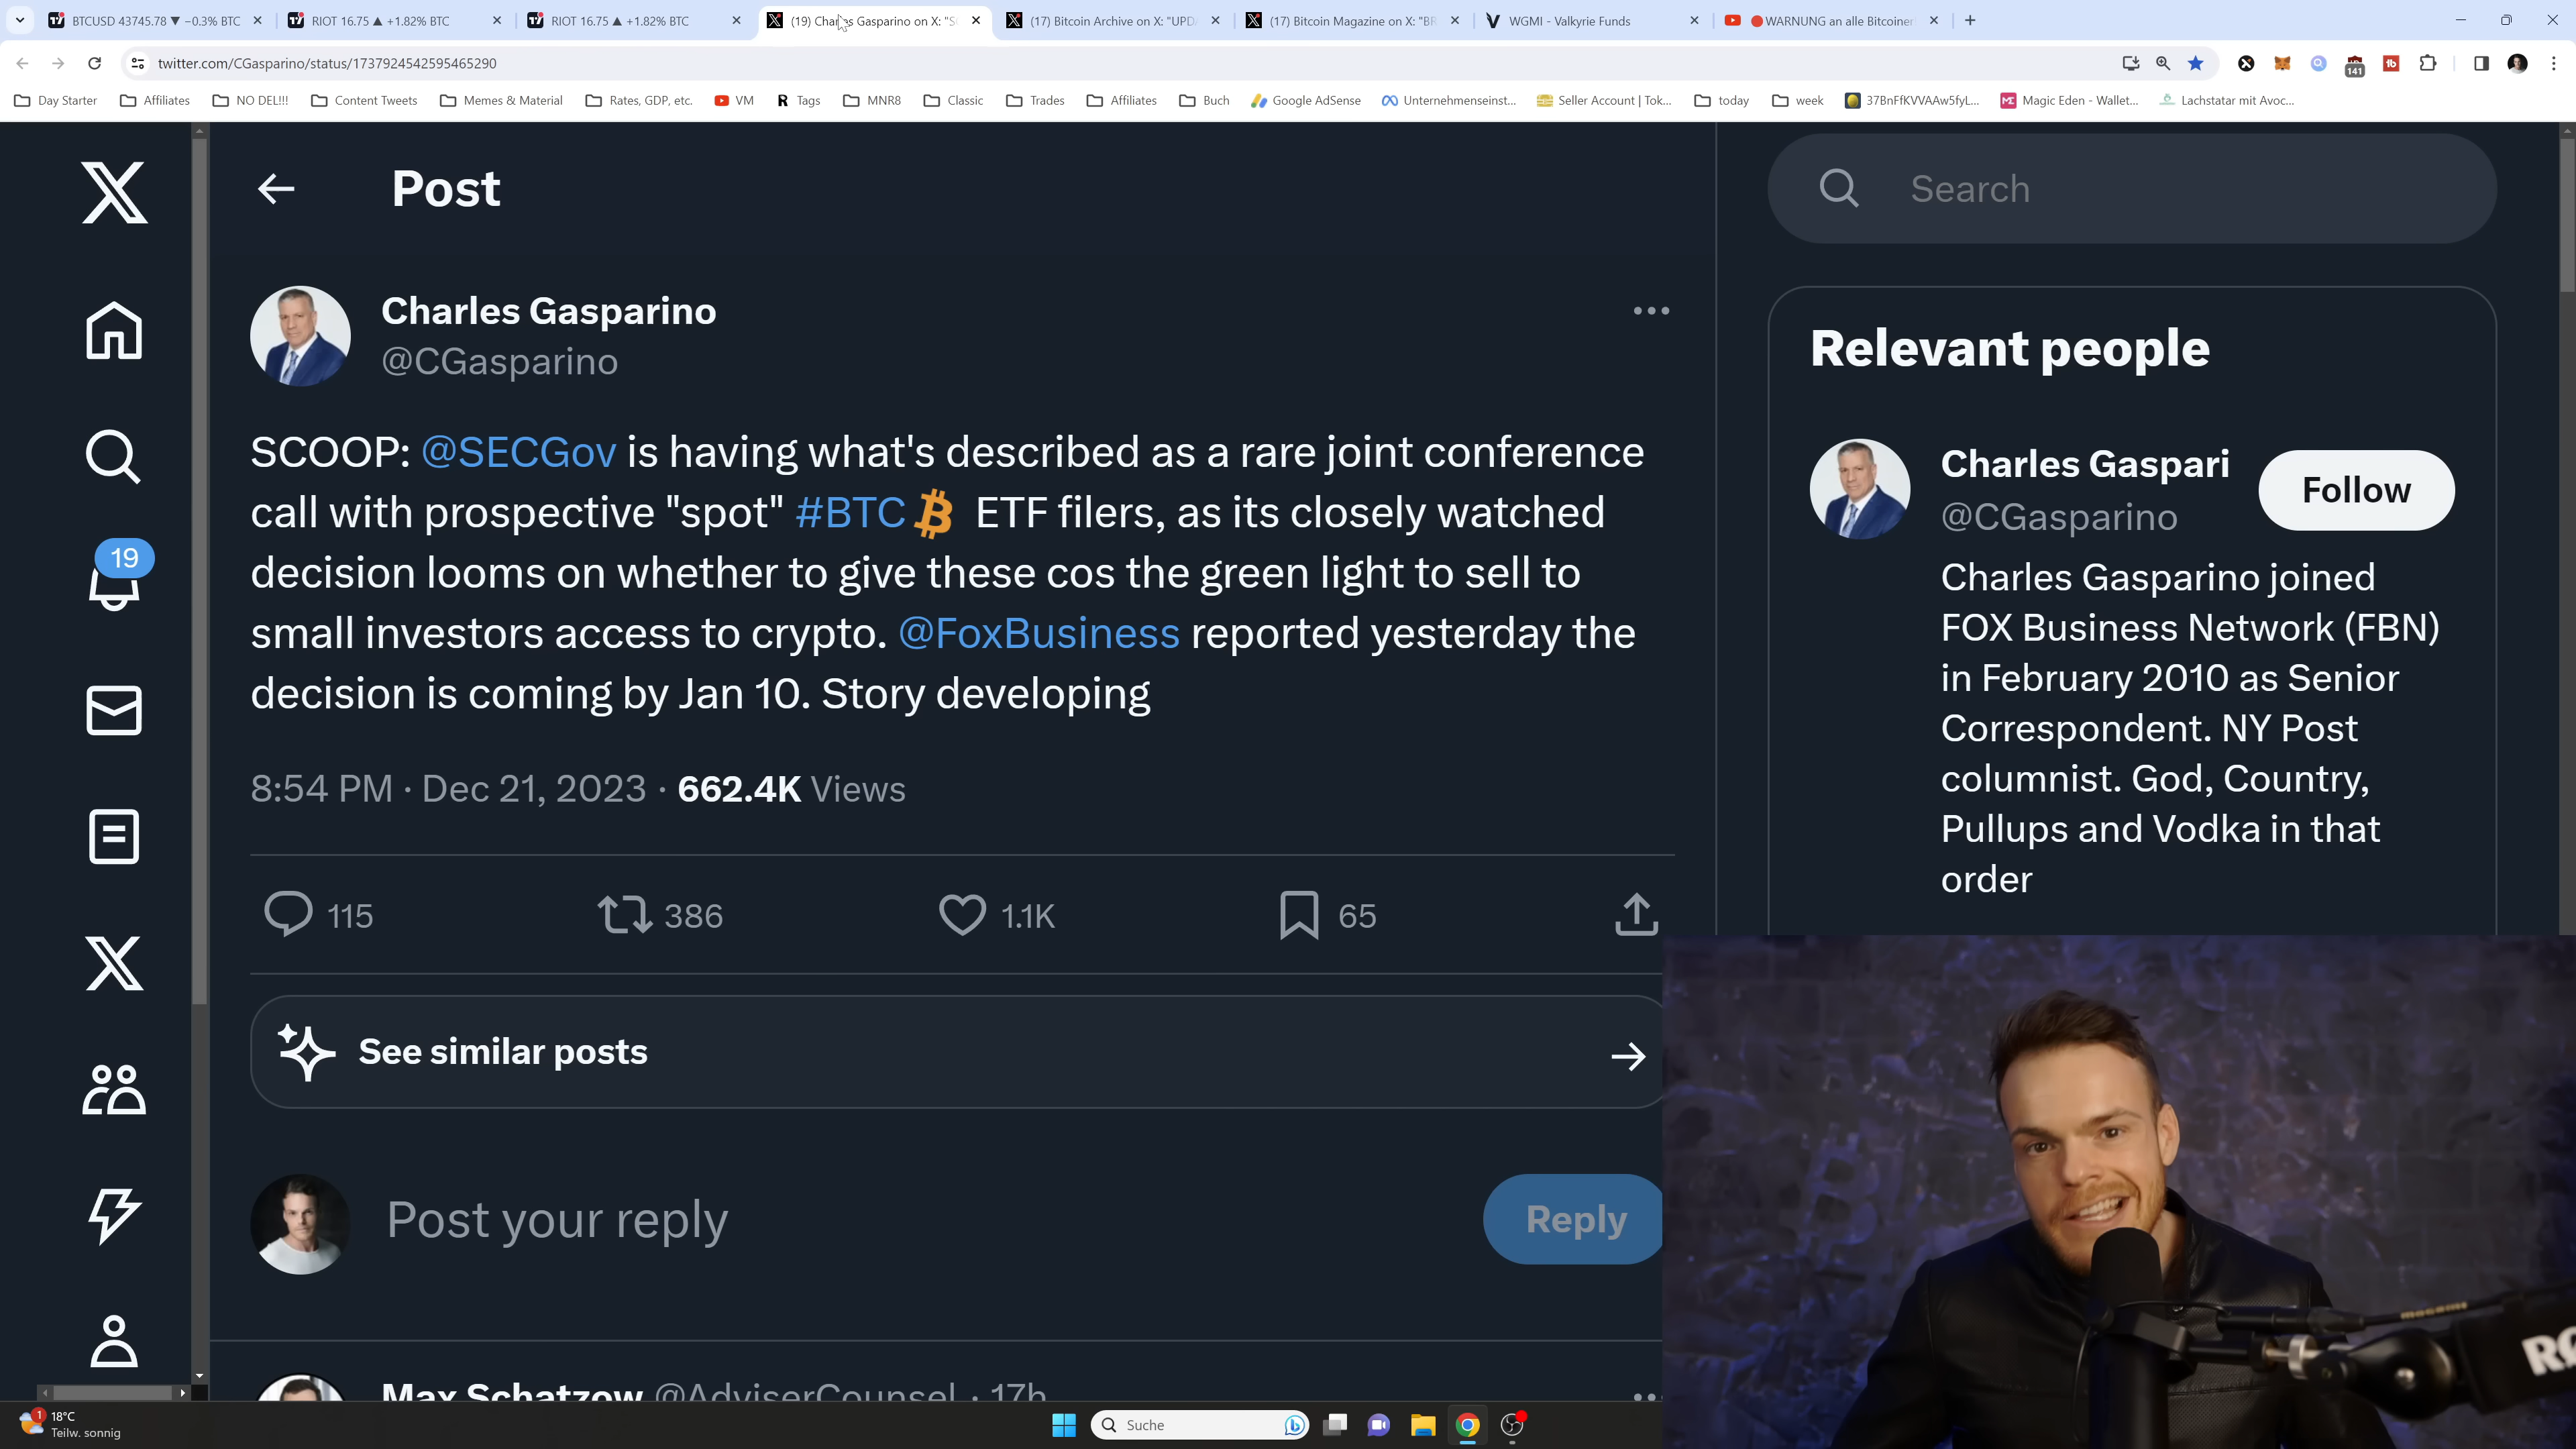 BTCUSD 43745.78 ▼ −0.3% BTC
RIOT 16.75 ▲ +1.82% BTC
RIOT 16.75 ▲ +1.82% BTC
(19) Charles Gasparino on X: "S
(17) Bitcoin Archive on X: "UPD
(17) Bitcoin Magazine on X: "BR
WGMI - Valkyrie Funds
WARNUNG an alle Bitcoiner
twitter.com/CGasparino/status/1737924542595465290
141
Day Starter
Affiliates
NO DEL!!!
Content Tweets
Memes & Material
Rates, GDP, etc.
VM
Tags
MNR8
Classic
Trades
Affiliates
Buch
Google AdSense
Unternehmenseinst...
Seller Account | Tok...
today
week
37BnFfKVVAAw5fyL...
Magic Eden - Wallet...
Lachstatar mit Avoc...
Post
Search
Charles Gasparino
@CGasparino
SCOOP: @SECGov is having what's described as a rare joint conference
call with prospective "spot" #BTC ETF filers, as its closely watched
decision looms on whether to give these cos the green light to sell to
small investors access to crypto. @FoxBusiness reported yesterday the
decision is coming by Jan 10. Story developing
8:54 PM · Dec 21, 2023 · 662.4K Views
115
386
1.1K
65
See similar posts
Post your reply
Reply
Max Schatzow @AdviserCounsel · 17h
19
Relevant people
Charles Gaspari
@CGasparino
Follow
Charles Gasparino joined
FOX Business Network (FBN)
in February 2010 as Senior
Correspondent. NY Post
columnist. God, Country,
Pullups and Vodka in that
order
1
18°C
Teilw. sonnig
Suche